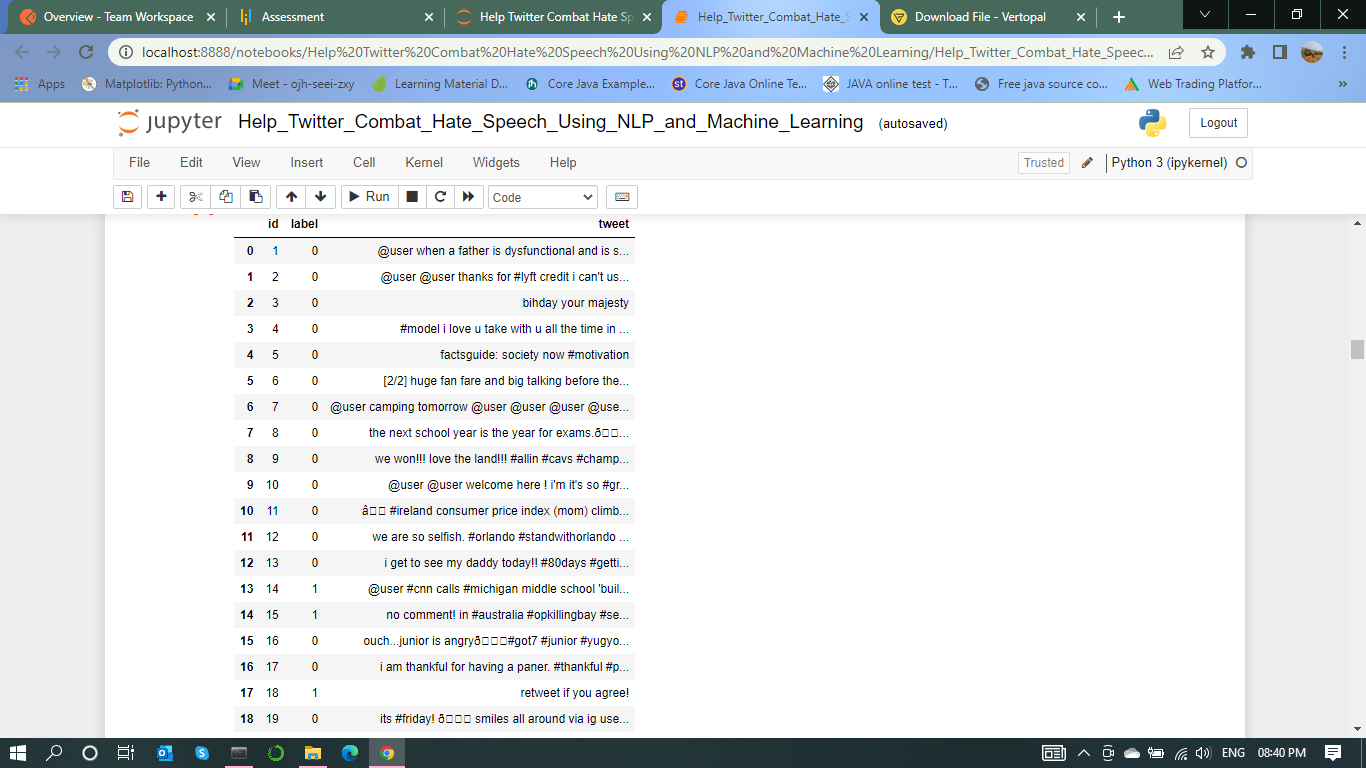 Overview - Team Workspace
Assessment
Help Twitter Combat Hate Sp
Help_Twitter_Combat_Hate_S
Download File - Vertopal
localhost:8888/notebooks/Help%20Twitter%20Combat%20Hate%20Speech%20Using%20NLP%20and%20Machine%20Learning/Help_Twitter_Combat_Hate_Speec...
Apps Matplotlib: Python... Meet - ojh-seei-zxy Learning Material D... Core Java Example... Core Java Online Te... JAVA online test - T... Free java source co... Web Trading Platfor... »
jupyter Help_Twitter_Combat_Hate_Speech_Using_NLP_and_Machine_Learning (autosaved) Logout
File Edit View Insert Cell Kernel Widgets Help Trusted Python 3 (ipykernel)
Run Code
id label tweet
0 1 0 @user when a father is dysfunctional and is s...
1 2 0 @user @user thanks for #lyft credit i can't us...
2 3 0 bihday your majesty
3 4 0 #model i love u take with u all the time in ...
4 5 0 factsguide: society now #motivation
5 6 0 [2/2] huge fan fare and big talking before the...
6 7 0 @user camping tomorrow @user @user @user @use...
7 8 0 the next school year is the year for exams.ð▯▯...
8 9 0 we won!!! love the land!!! #allin #cavs #champ...
9 10 0 @user @user welcome here ! i'm it's so #gr...
10 11 0 â▯▯ #ireland consumer price index (mom) climb...
11 12 0 we are so selfish. #orlando #standwithorlando ...
12 13 0 i get to see my daddy today!! #80days #getti...
13 14 1 @user #cnn calls #michigan middle school 'buil...
14 15 1 no comment! in #australia #opkillingbay #se...
15 16 0 ouch...junior is angryð▯▯▯#got7 #junior #yugyo...
16 17 0 i am thankful for having a paner. #thankful #p...
17 18 1 retweet if you agree!
18 19 0 its #friday! ð▯▯▯ smiles all around via ig use...
ENG 08:40 PM